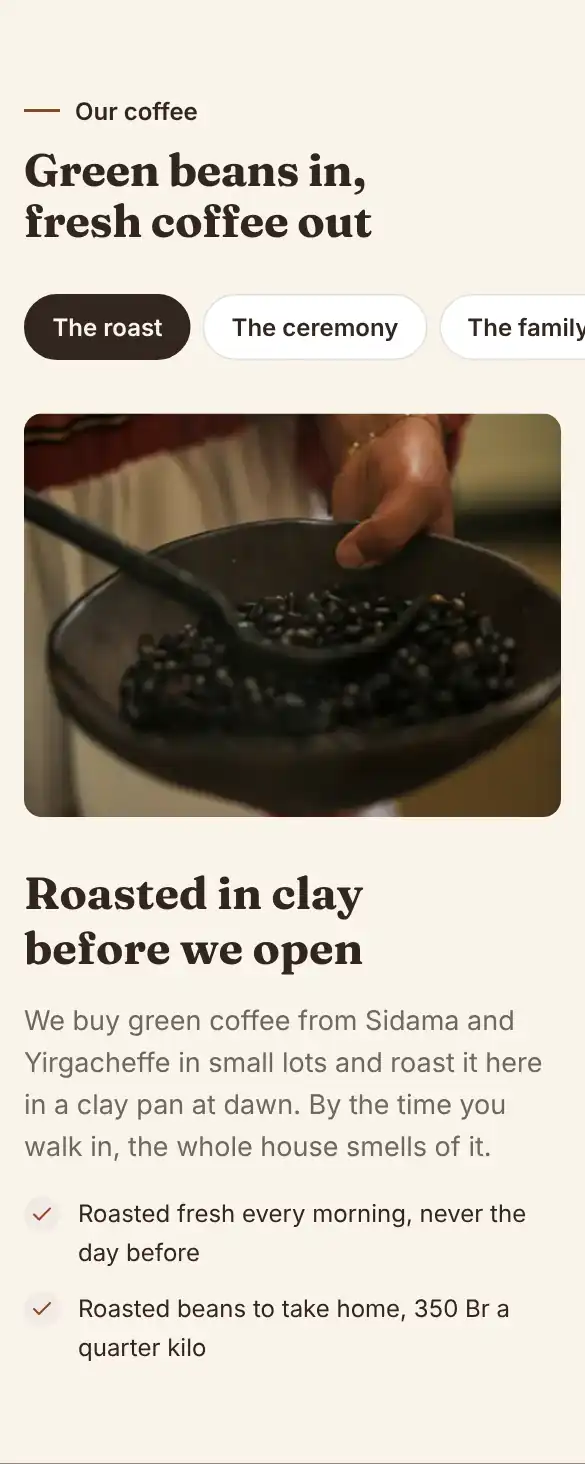 Our coffee
Green beans in,
fresh coffee out
The roast
The ceremony
The family
Roasted in clay
before we open
We buy green coffee from Sidama and
Yirgacheffe in small lots and roast it here
in a clay pan at dawn. By the time you
walk in, the whole house smells of it.
Roasted fresh every morning, never the
day before
Roasted beans to take home, 350 Br a
quarter kilo